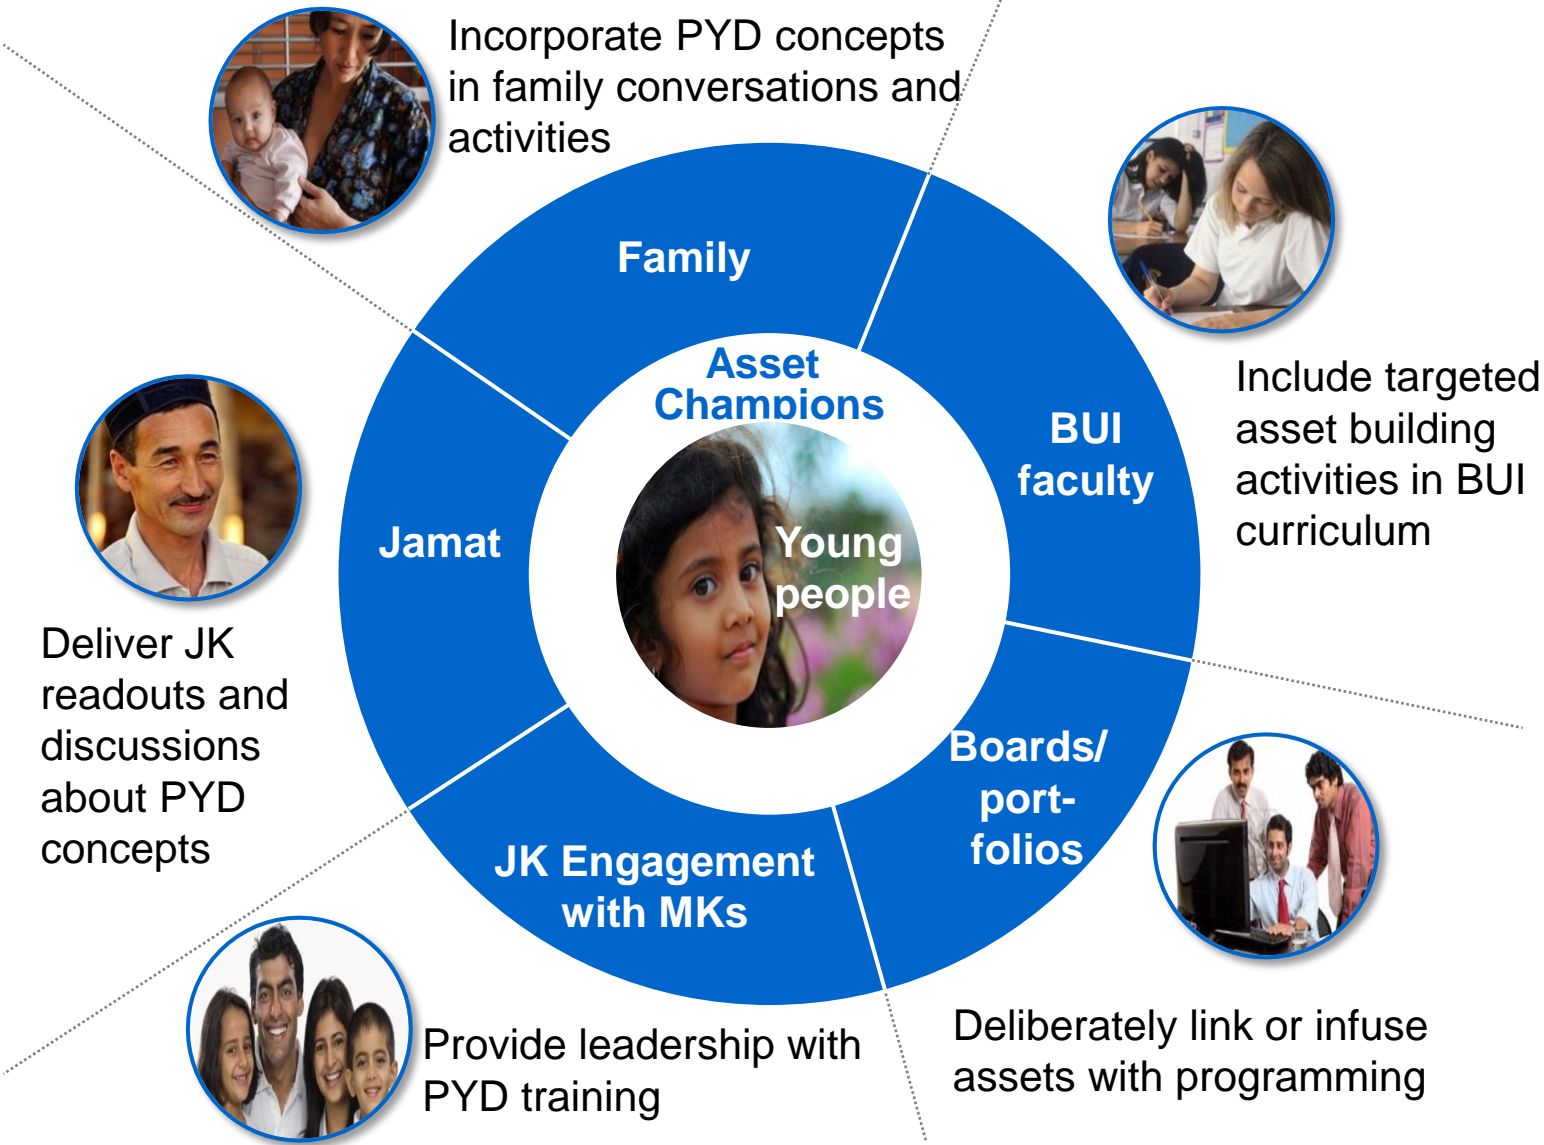 Incorporate PYD concepts
in family conversations and
activities
Family
Asset
Champions
Young
people
BUI
faculty
Include targeted
asset building
activities in BUI
curriculum
Jamat
Deliver JK
readouts and
discussions
about PYD
concepts
Boards/
port-
folios
JK Engagement
with MKs
Provide leadership with
PYD training
Deliberately link or infuse
assets with programming